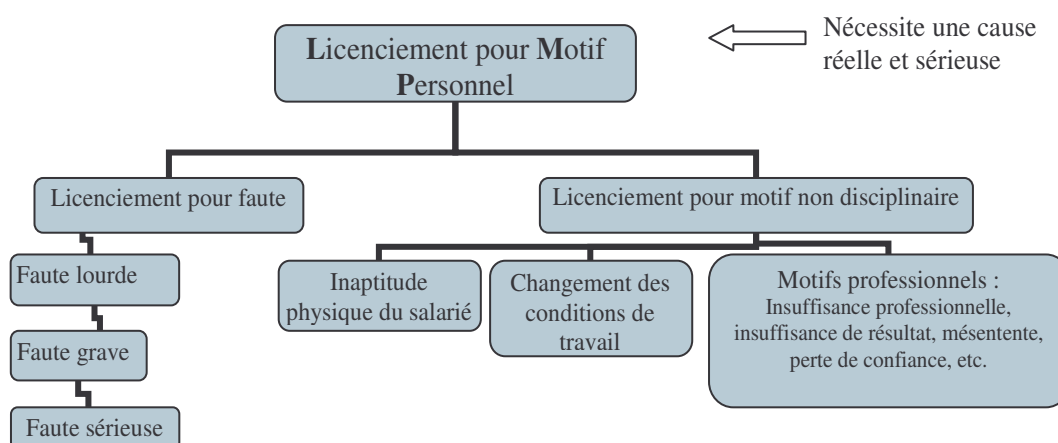 Licenciement pour Motif
Personnel
Nécessite une cause
réelle et sérieuse
Licenciement pour faute
Licenciement pour motif non disciplinaire
Faute lourde
Faute grave
Faute sérieuse
Inaptitude
physique du salarié
Changement des
conditions de
travail
Motifs professionnels :
Insuffisance professionnelle,
insuffisance de résultat, mésentente,
perte de confiance, etc.